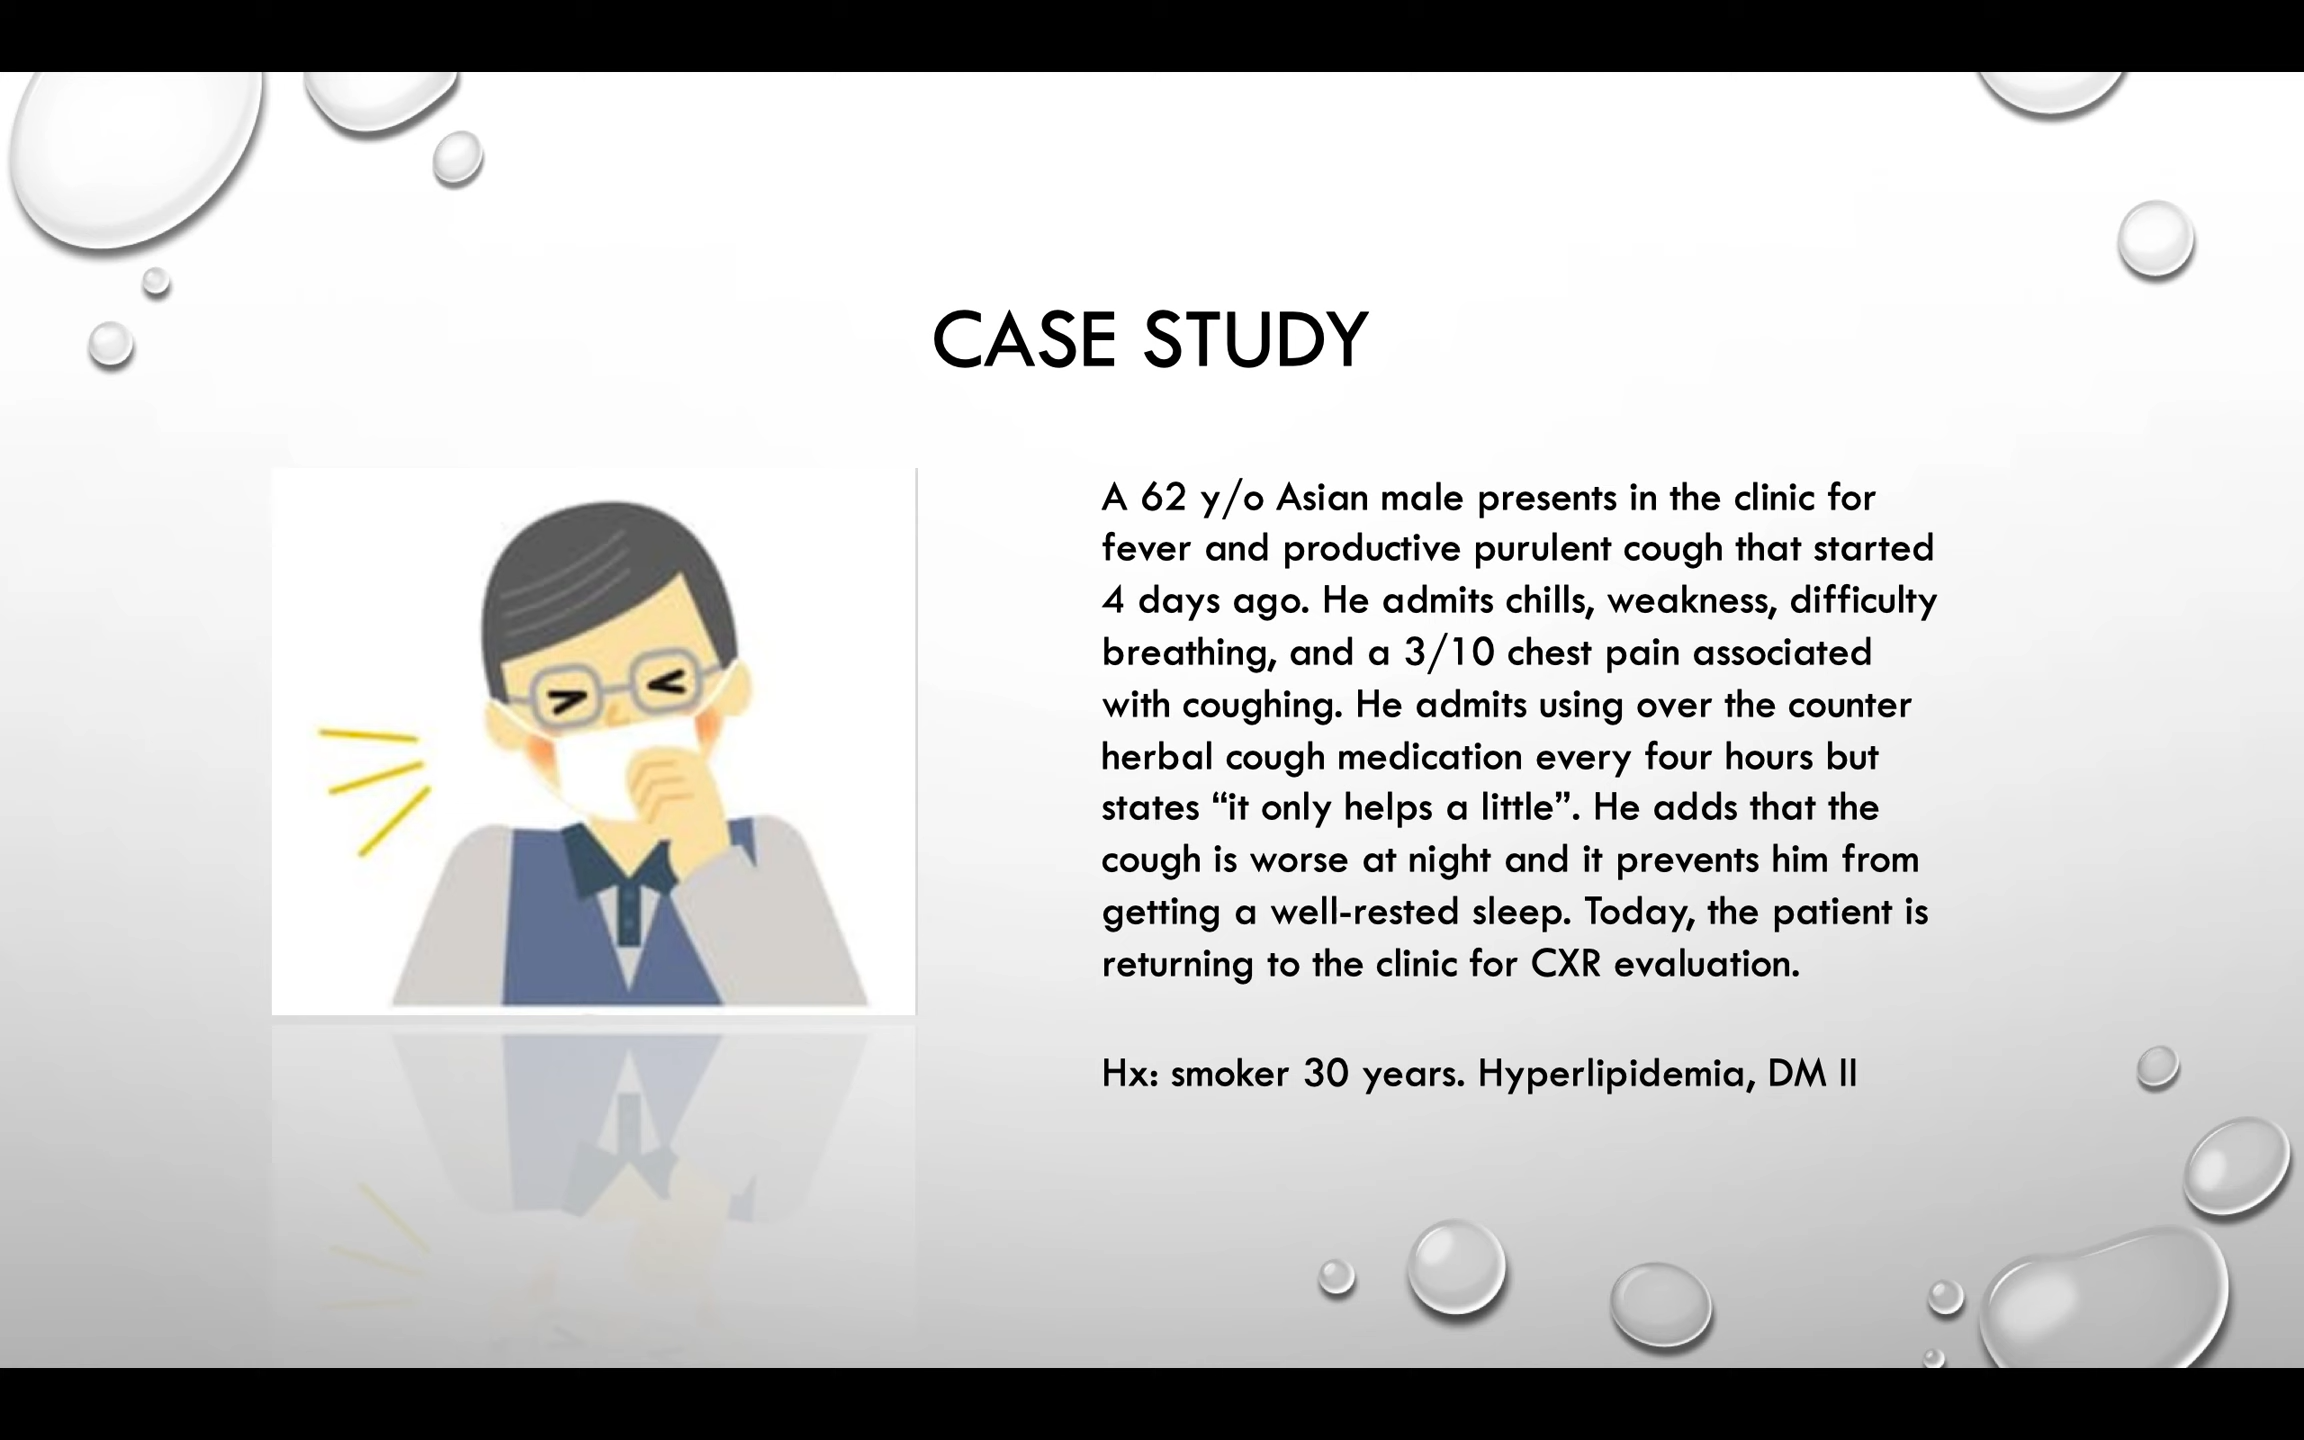 CASE STUDY
A 62 y/o Asian male presents in the clinic for
fever and productive purulent cough that started
4 days ago. He admits chills, weakness, difficulty
breathing, and a 3/10 chest pain associated
with coughing. He admits using over the counter
herbal cough medication every four hours but
states “it only helps a little”. He adds that the
cough is worse at night and it prevents him from
getting a well-rested sleep. Today, the patient is
returning to the clinic for CXR evaluation.
Hx: smoker 30 years. Hyperlipidemia, DM II